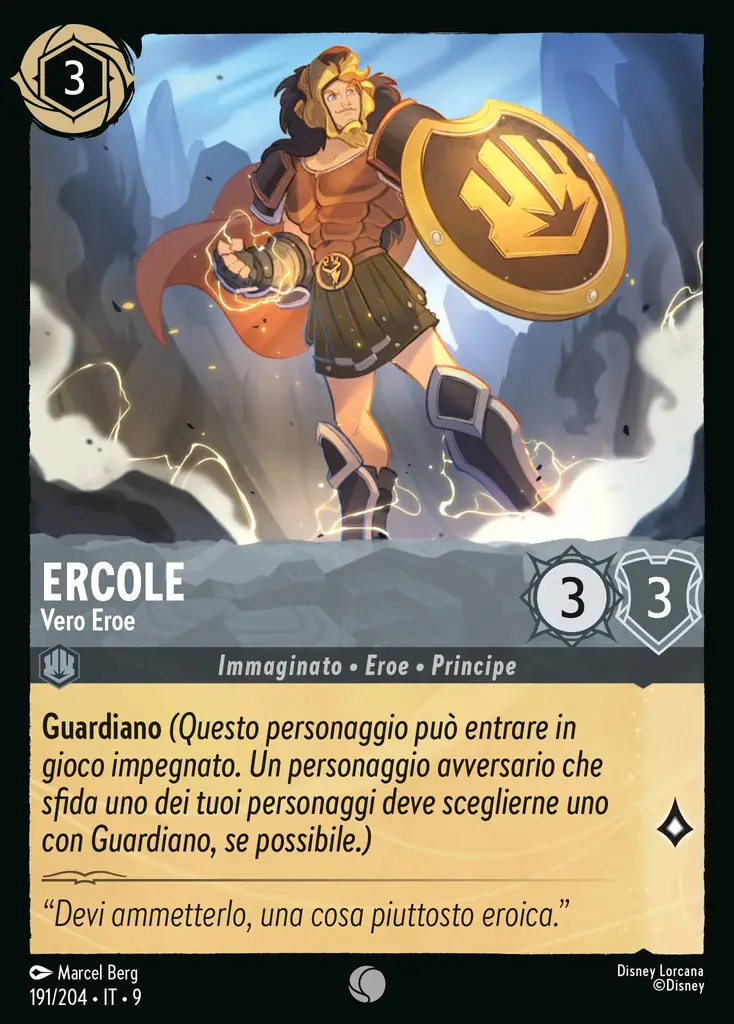 3
ERCOLE
Vero Eroe
3
3
Immaginato • Eroe • Principe
Guardiano (Questo personaggio può entrare in
gioco impegnato. Un personaggio avversario che
sfida uno dei tuoi personaggi deve sceglierne uno
con Guardiano, se possibile.)
“Devi ammetterlo, una cosa piuttosto eroica.”
Marcel Berg
191/204 • IT • 9
Disney Lorcana
©Disney